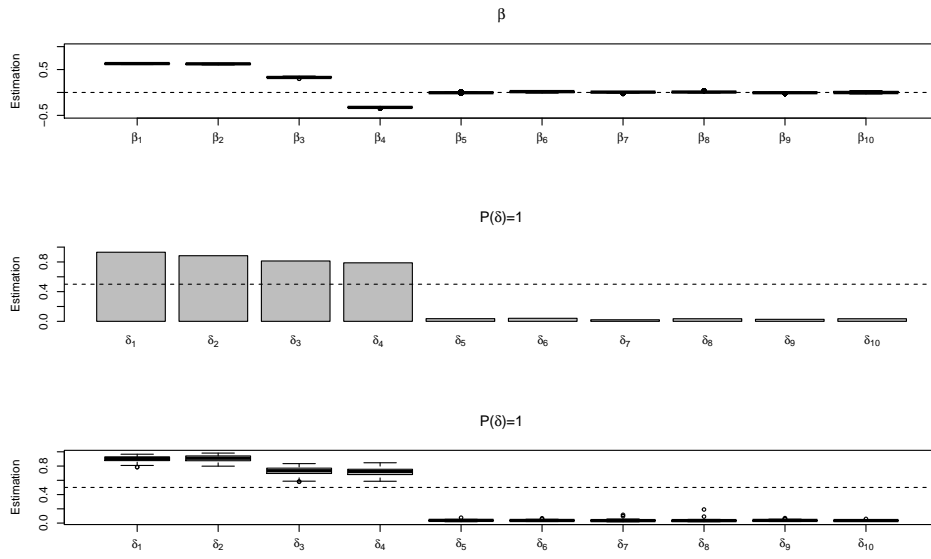 β
Estimation
0.5
−0.5
β1 β2 β3 β4 β5 β6 β7 β8 β9 β10
P(δ)=1
Estimation
0.8
0.4
0.0
δ1 δ2 δ3 δ4 δ5 δ6 δ7 δ8 δ9 δ10
P(δ)=1
Estimation
0.8
0.4
0.0
δ1 δ2 δ3 δ4 δ5 δ6 δ7 δ8 δ9 δ10